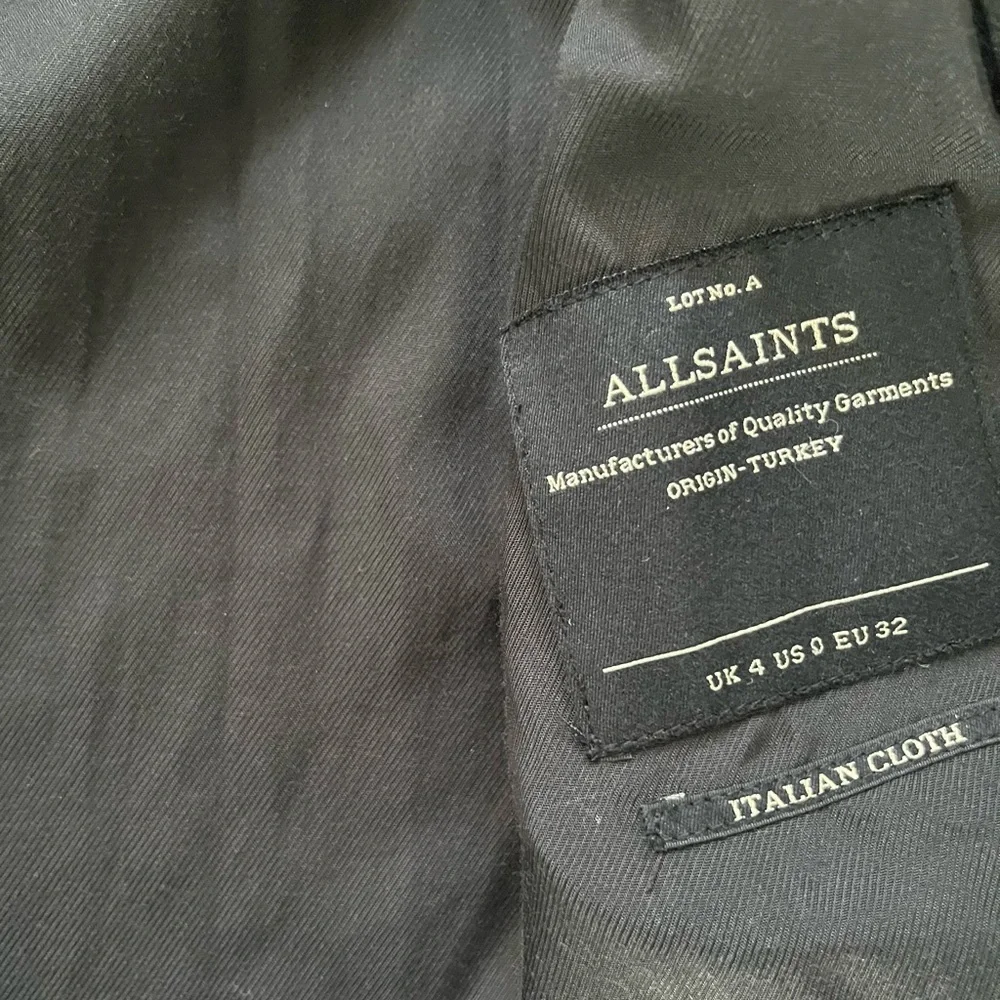 LOT No. A
ALLSAINTS
Manufacturers of Quality Garments
ORIGIN-TURKEY
UK 4 US 0 EU 32
ITALIAN CLOTH